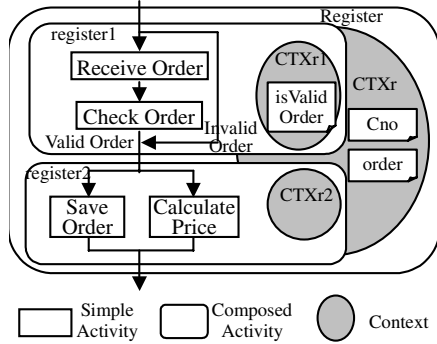 Register
register1
CTXr1
CTXr
Receive Order
isValid
Order
Check Order
Cno
Valid Order
Invalid
Order
order
register2
CTXr2
Save
Order
Calculate
Price
Simple
Activity
Composed
Activity
Context